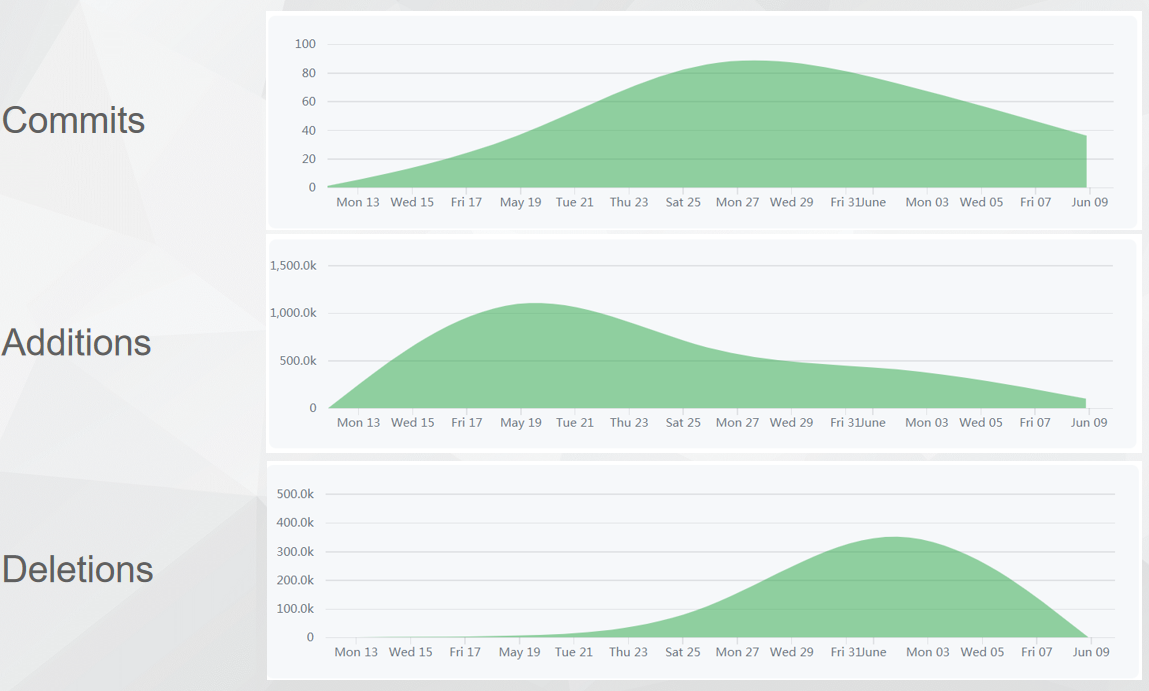 Commits
100
80
60
40
20
0
Mon 13 Wed 15 Fri 17 May 19 Tue 21 Thu 23 Sat 25 Mon 27 Wed 29 Fri 31June Mon 03 Wed 05 Fri 07 Jun 09
Additions
1,500.0k
1,000.0k
500.0k
0
Mon 13 Wed 15 Fri 17 May 19 Tue 21 Thu 23 Sat 25 Mon 27 Wed 29 Fri 31June Mon 03 Wed 05 Fri 07 Jun 09
Deletions
500.0k
400.0k
300.0k
200.0k
100.0k
0
Mon 13 Wed 15 Fri 17 May 19 Tue 21 Thu 23 Sat 25 Mon 27 Wed 29 Fri 31June Mon 03 Wed 05 Fri 07 Jun 09